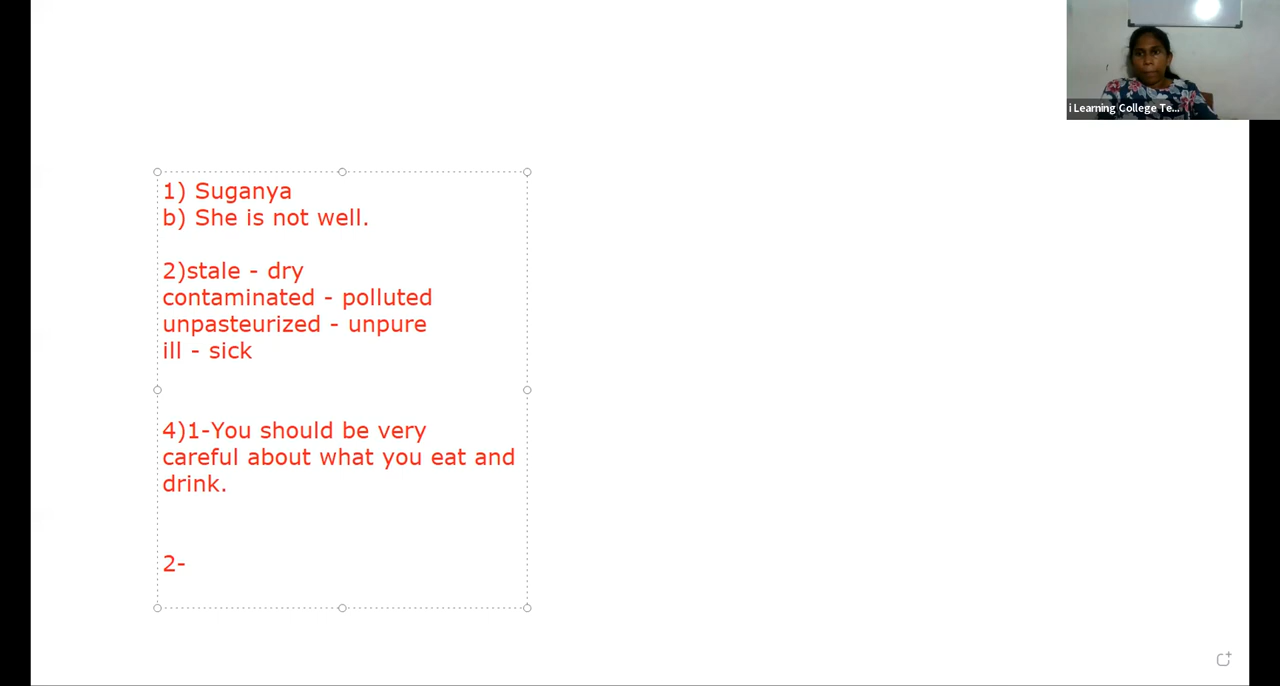 i Learning College Te...
1) Suganya
b) She is not well.
2)stale - dry
contaminated - polluted
unpasteurized - unpure
ill - sick
4)1-You should be very
careful about what you eat and
drink.
2-